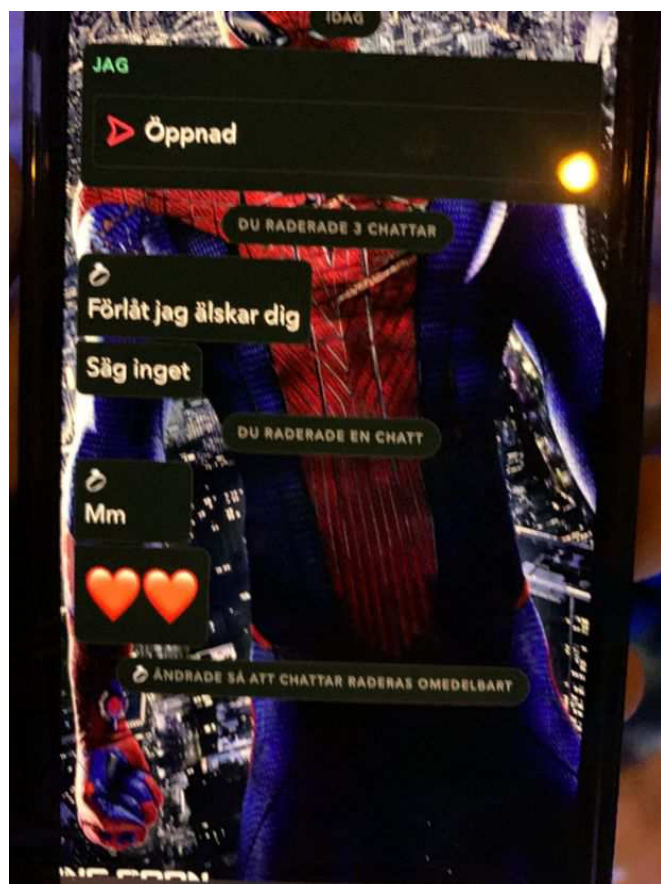 IDAG
JAG
Öppnad
DU RADERADE 3 CHATTAR
Förlåt jag älskar dig
Säg inget
DU RADERADE EN CHATT
Mm
ÄNDRADE SÅ ATT CHATTAR RADERAS OMEDELBART